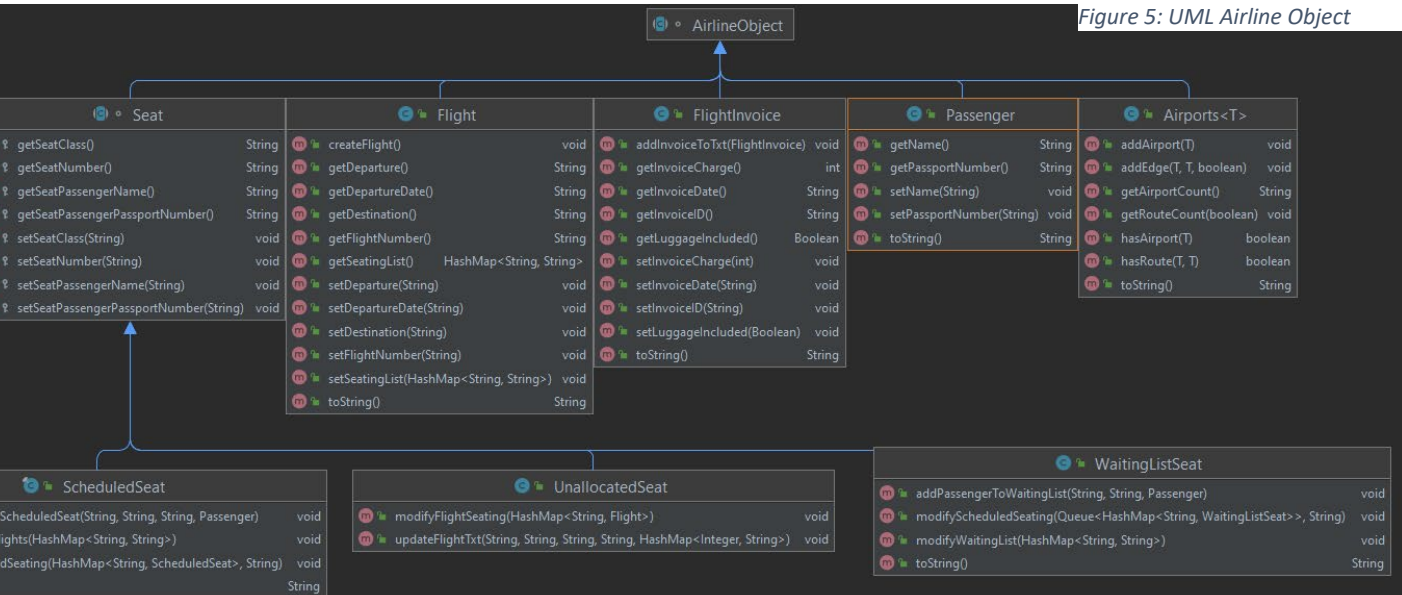 Figure 5: UML Airline Object
AirlineObject
Seat
getSeatClass() String
getSeatNumber() String
getSeatPassengerName() String
getSeatPassengerPassportNumber() String
setSeatClass(String) void
setSeatNumber(String) void
setSeatPassengerName(String) void
setSeatPassengerPassportNumber(String) void
Flight
createFlight() void
getDeparture() String
getDepartureDate() String
getDestination() String
getFlightNumber() String
getSeatingList() HashMap<String, String>
setDeparture(String) void
setDepartureDate(String) void
setDestination(String) void
setFlightNumber(String) void
setSeatingList(HashMap<String, String>) void
toString() String
FlightInvoice
addInvoiceToTxt(FlightInvoice) void
getInvoiceCharge() int
getInvoiceDate() String
getInvoiceID() String
getLuggageIncluded() Boolean
setInvoiceCharge(int) void
setInvoiceDate(String) void
setInvoiceID(String) void
setLuggageIncluded(Boolean) void
toString() String
Passenger
getName() String
getPassportNumber() String
setName(String) void
setPassportNumber(String) void
toString() String
Airports<T>
addAirport(T) void
addEdge(T, T, boolean) void
getAirportCount() String
getRouteCount(boolean) void
hasAirport(T) boolean
hasRoute(T, T) boolean
toString() String
ScheduledSeat
ScheduledSeat(String, String, String, Passenger) void
ights(HashMap<String, String>) void
dSeating(HashMap<String, ScheduledSeat>, String) void
String
UnallocatedSeat
modifyFlightSeating(HashMap<String, Flight>) void
updateFlightTxt(String, String, String, String, HashMap<Integer, String>) void
WaitingListSeat
addPassengerToWaitingList(String, String, Passenger) void
modifyScheduledSeating(Queue<HashMap<String, WaitingListSeat>>, String) void
modifyWaitingList(HashMap<String, String>) void
toString() String